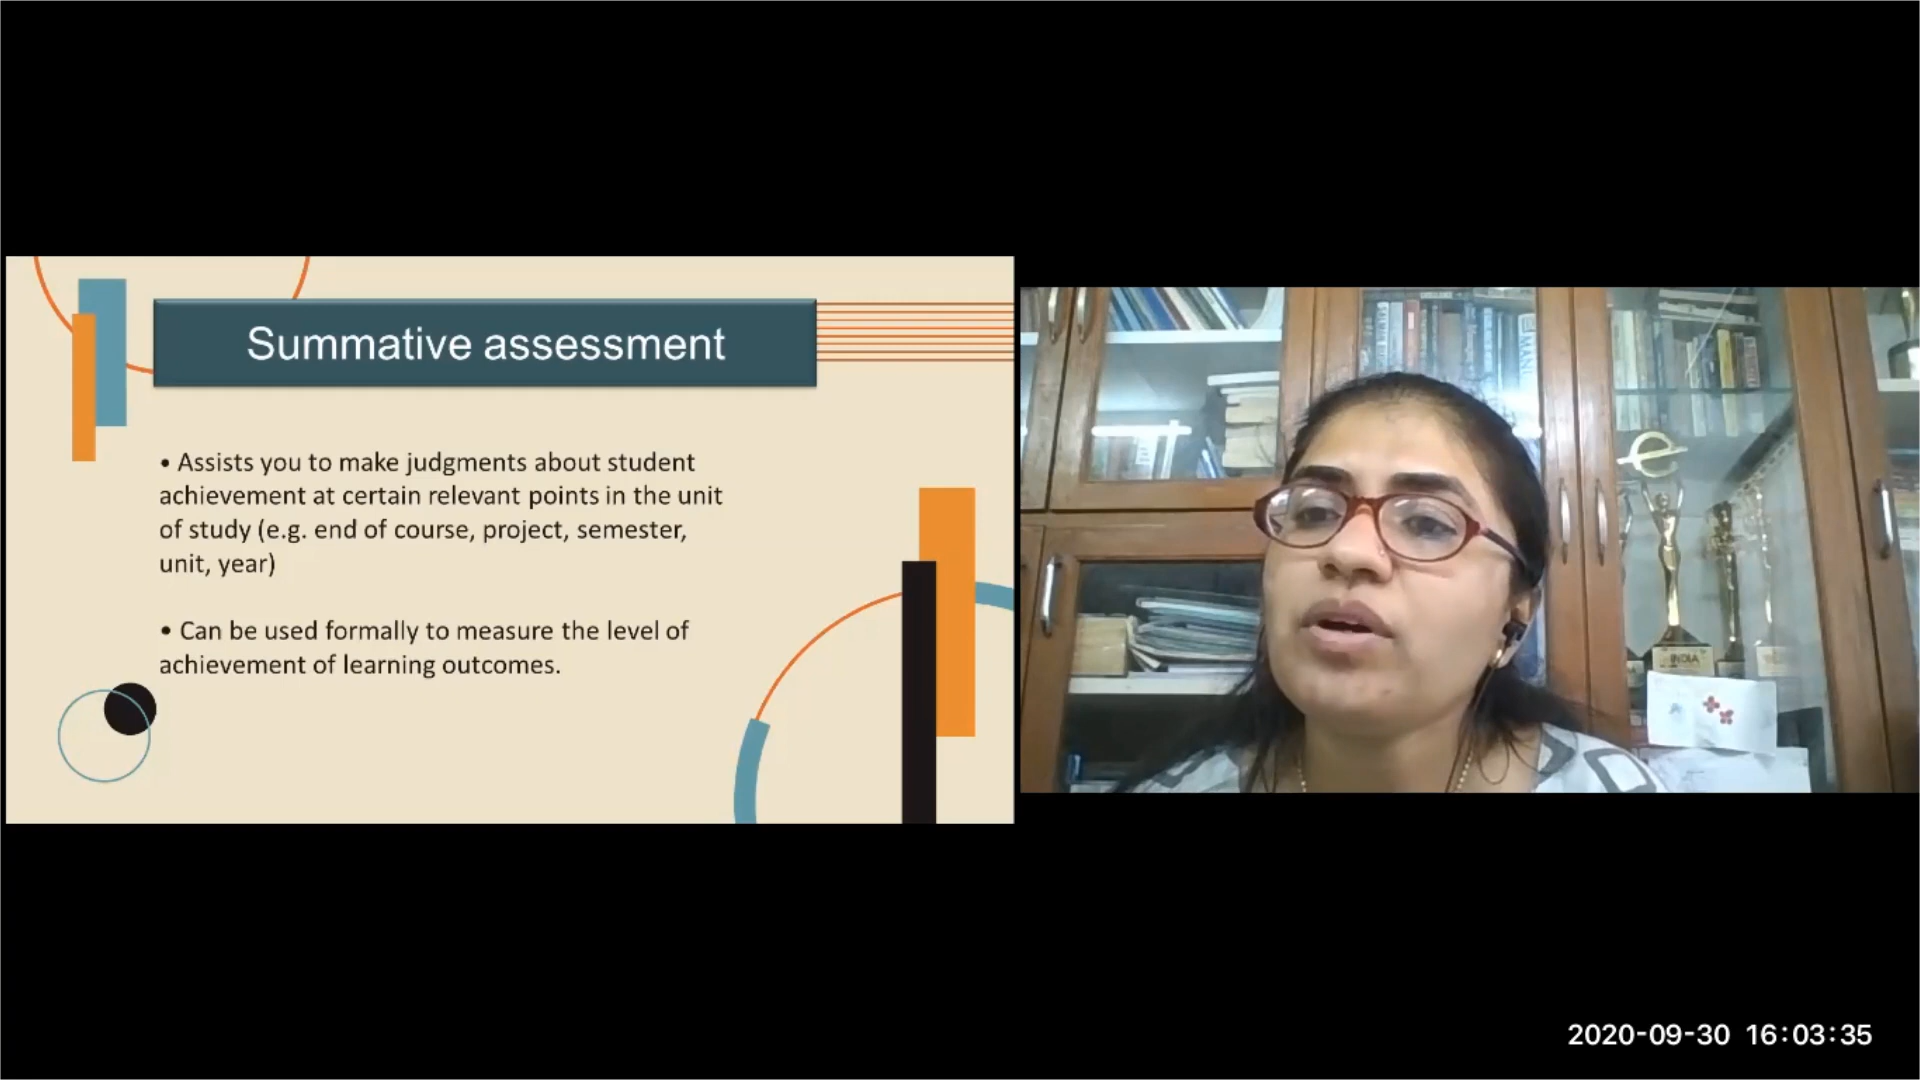 Summative assessment
• Assists you to make judgments about student
achievement at certain relevant points in the unit
of study (e.g. end of course, project, semester,
unit, year)
• Can be used formally to measure the level of
achievement of learning outcomes.
INDIA
2020-09-30 16:03:35